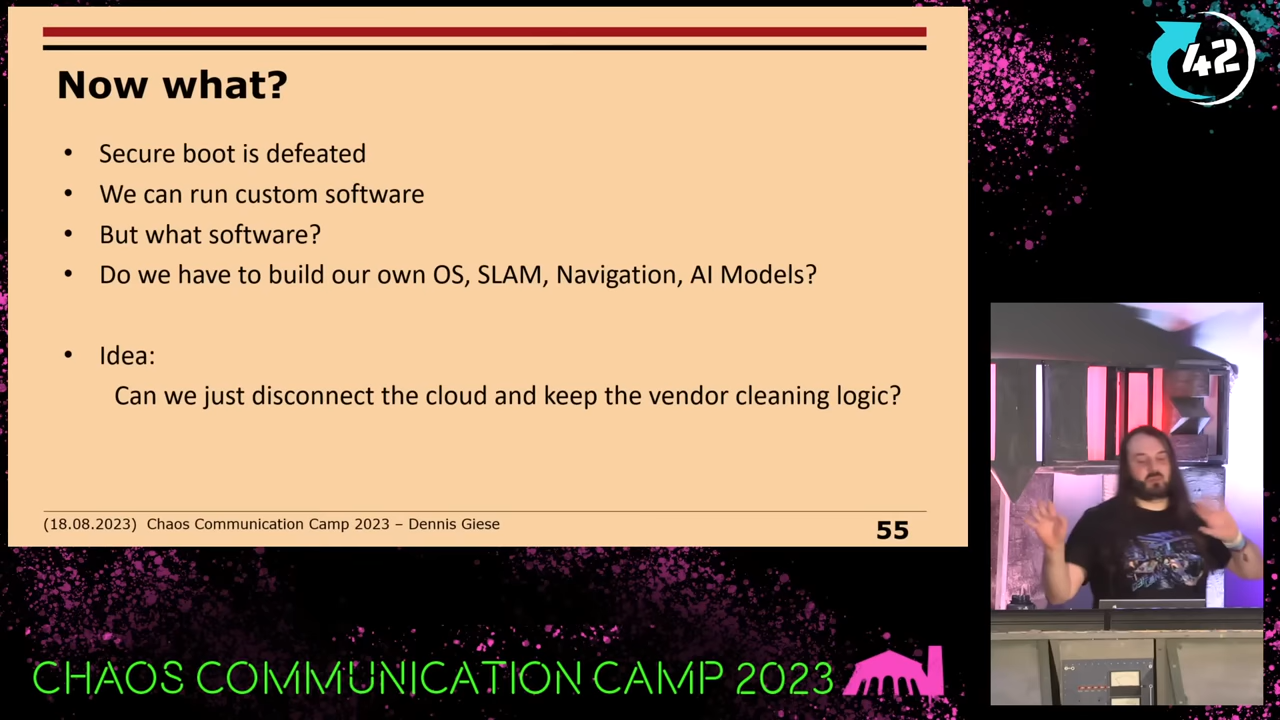 42
Now what?
• Secure boot is defeated
• We can run custom software
• But what software?
• Do we have to build our own OS, SLAM, Navigation, AI Models?
• Idea:
Can we just disconnect the cloud and keep the vendor cleaning logic?
(18.08.2023) Chaos Communication Camp 2023 – Dennis Giese
55
CHAOS COMMUNICATION CAMP 2023